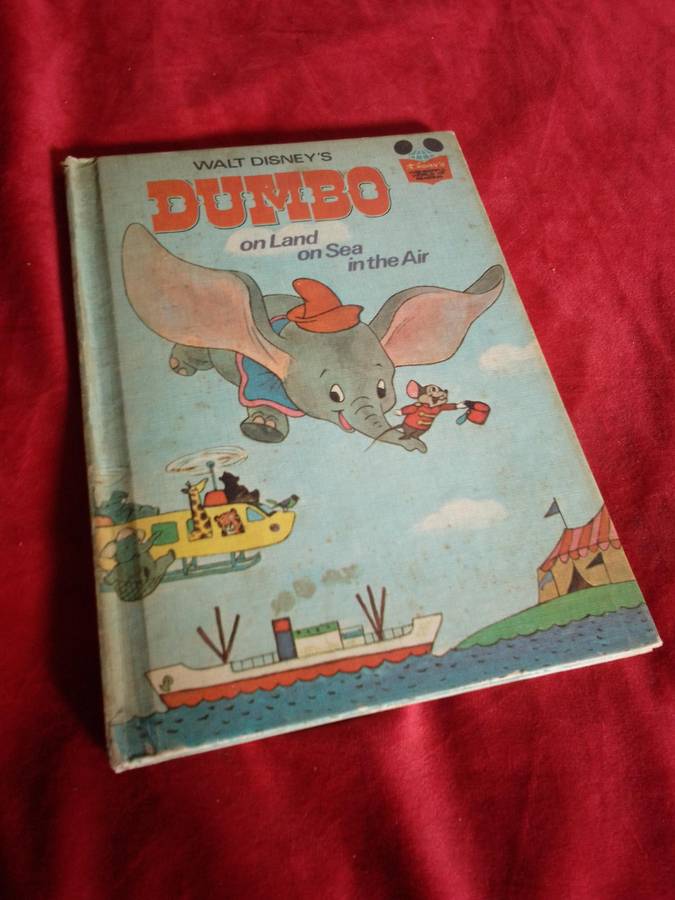 WALT DISNEY'S
DUMBO
on Land
on Sea
in the Air